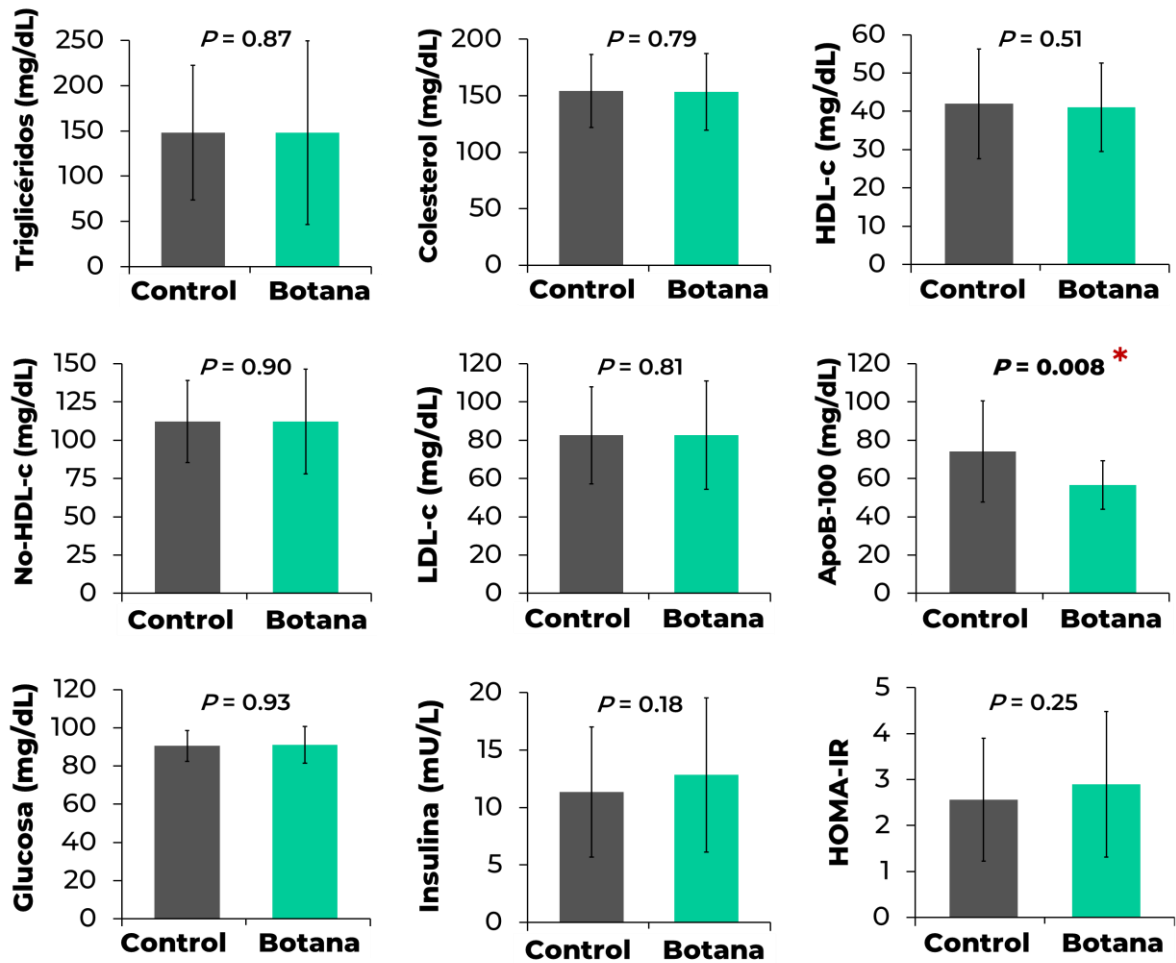 Triglicéridos (mg/dL)
250
200
150
100
50
0
P = 0.87
Control Botana
Colesterol (mg/dL)
200
150
100
50
0
P = 0.79
Control Botana
HDL-c (mg/dL)
60
50
40
30
20
10
0
P = 0.51
Control Botana
No-HDL-c (mg/dL)
150
125
100
75
50
25
0
P = 0.90
Control Botana
LDL-c (mg/dL)
120
100
80
60
40
20
0
P = 0.81
Control Botana
ApoB-100 (mg/dL)
120
100
80
60
40
20
0
P = 0.008 *
Control Botana
Glucosa (mg/dL)
120
100
80
60
40
20
0
P = 0.93
Control Botana
Insulina (mU/L)
20
15
10
5
0
P = 0.18
Control Botana
HOMA-IR
5
4
3
2
1
0
P = 0.25
Control Botana